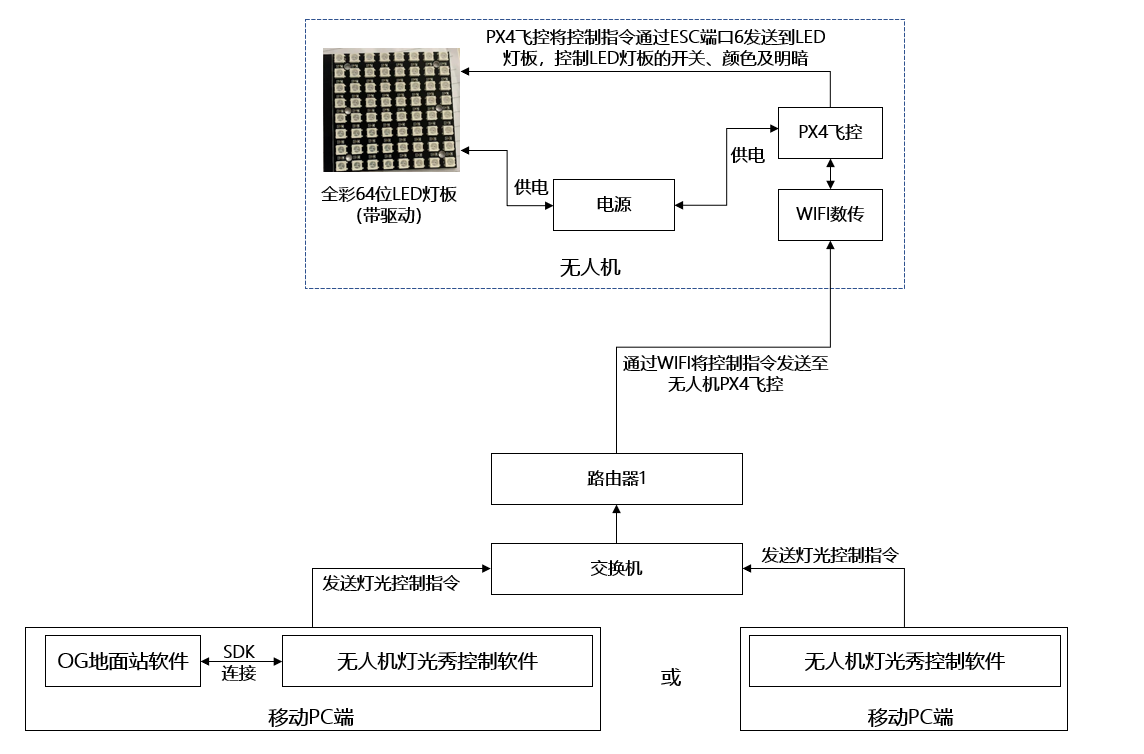 PX4飞控将控制指令通过ESC端口6发送到LED
灯板，控制LED灯板的开关、颜色及明暗
PX4飞控
供电
供电
全彩64位LED灯板
（带驱动）
电源
WIFI数传
无人机
通过WIFI将控制指令发送至
无人机PX4飞控
路由器1
交换机
发送灯光控制指令
发送灯光控制指令
OG地面站软件
SDK
连接
无人机灯光秀控制软件
移动PC端
或
无人机灯光秀控制软件
移动PC端